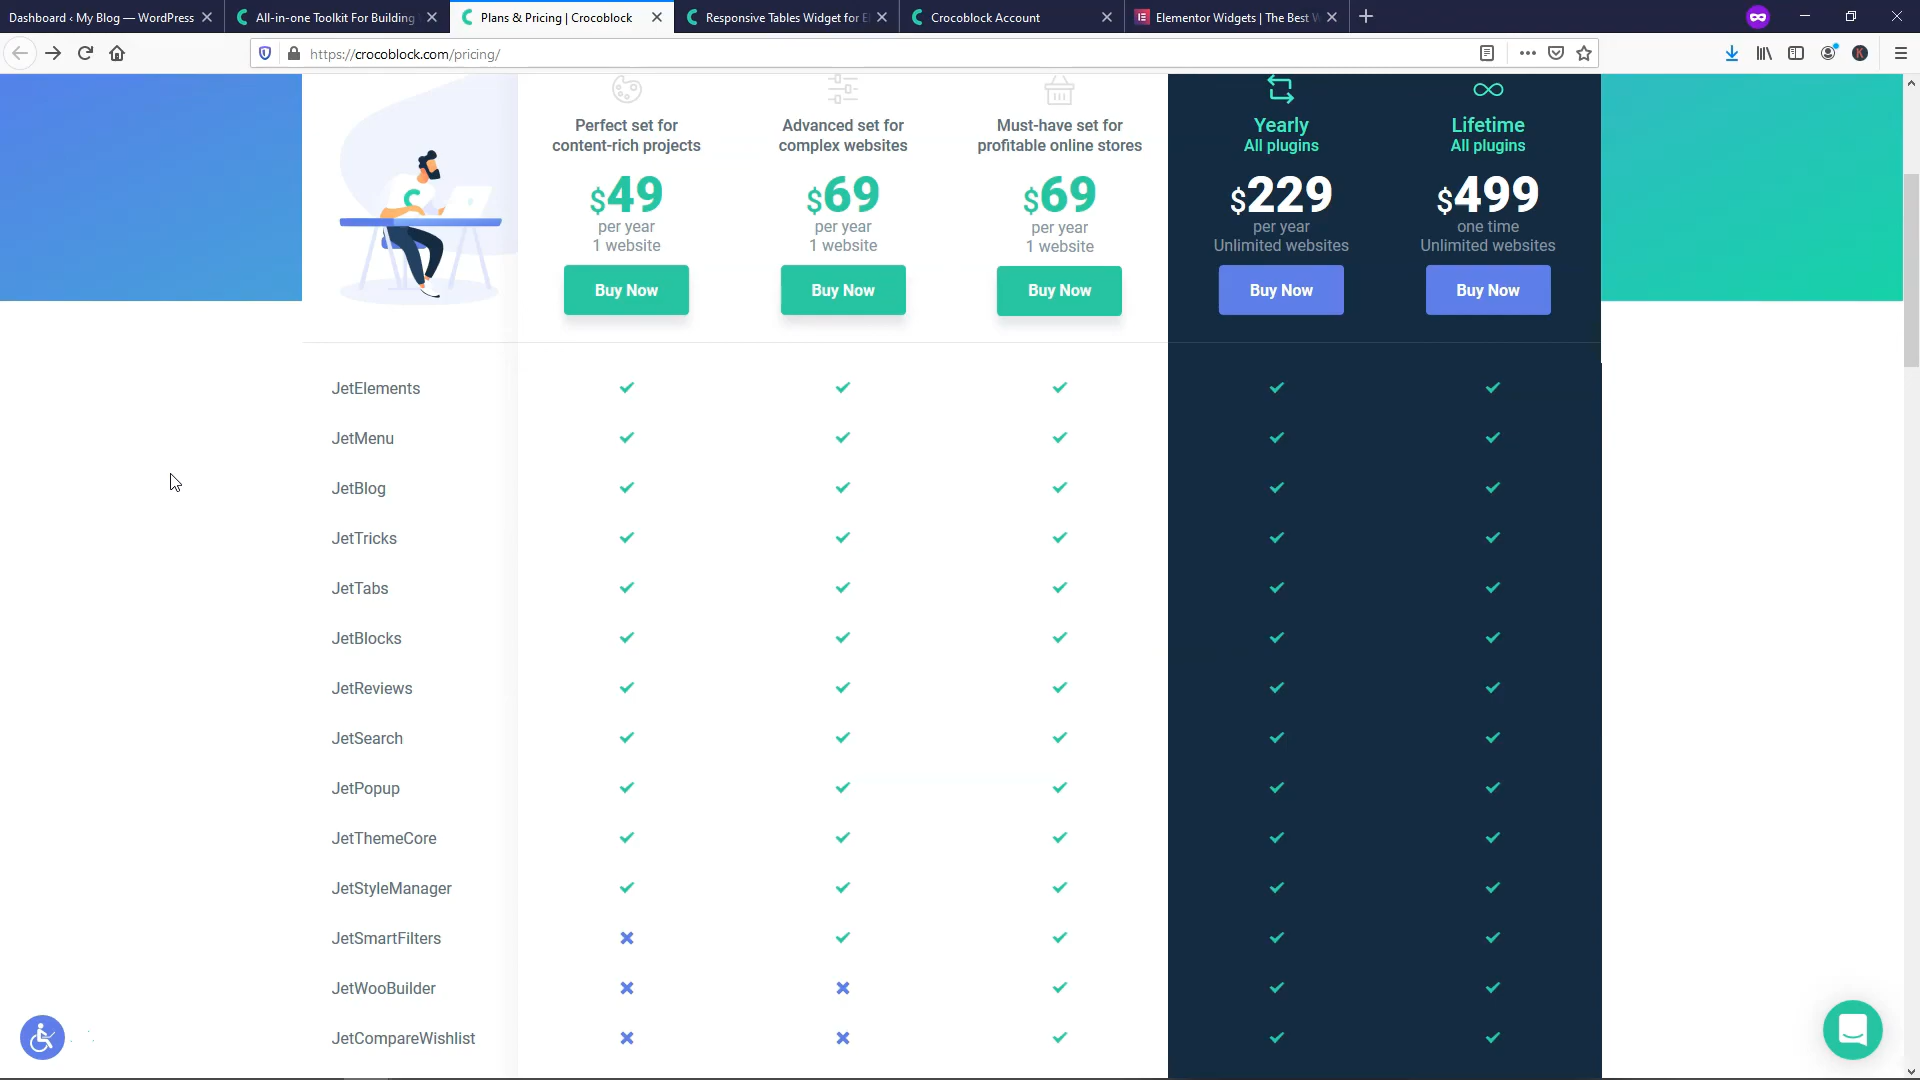 Dashboard ‹ My Blog — WordPress
All-in-one Toolkit For Building
Plans & Pricing | Crocoblock
Responsive Tables Widget for E
Crocoblock Account
Elementor Widgets | The Best W
https://crocoblock.com/pricing/
K
Perfect set for
content-rich projects
$49
per year
1 website
Buy Now
Advanced set for
complex websites
$69
per year
1 website
Buy Now
Must-have set for
profitable online stores
$69
per year
1 website
Buy Now
Yearly
All plugins
$229
per year
Unlimited websites
Buy Now
Lifetime
All plugins
$499
one time
Unlimited websites
Buy Now
JetElements
JetMenu
JetBlog
JetTricks
JetTabs
JetBlocks
JetReviews
JetSearch
JetPopup
JetThemeCore
JetStyleManager
JetSmartFilters
JetWooBuilder
JetCompareWishlist